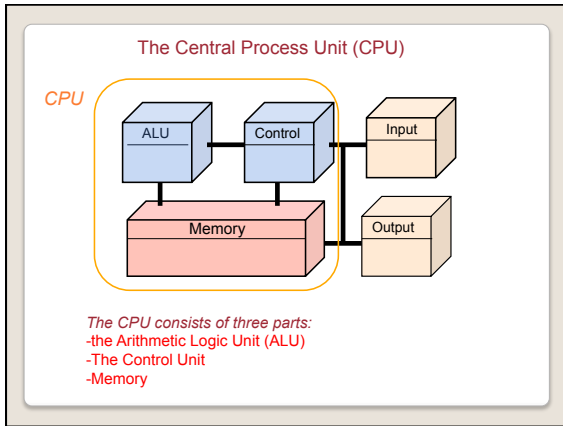 The Central Process Unit (CPU)
CPU
ALU
Control
Input
Memory
Output
The CPU consists of three parts:
-the Arithmetic Logic Unit (ALU)
-The Control Unit
-Memory